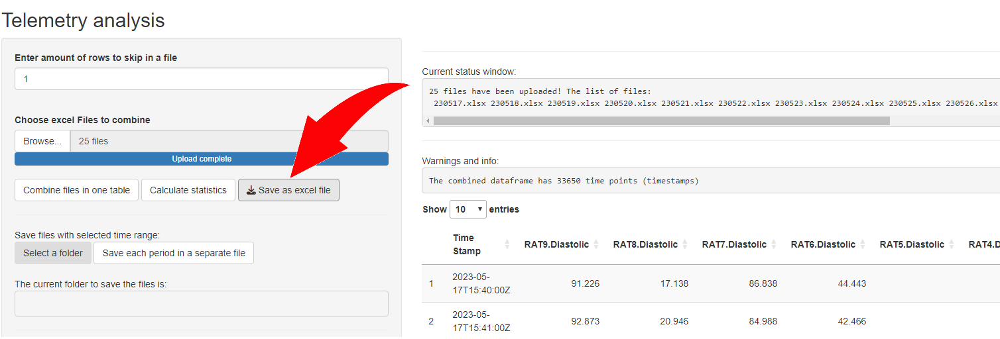 Telemetry analysis
Enter amount of rows to skip in a file
1
Choose excel Files to combine
Browse... 25 files
Upload complete
Combine files in one table Calculate statistics Save as excel file
Save files with selected time range:
Select a folder Save each period in a separate file
The current folder to save the files is:
Current status window:
25 files have been uploaded! The list of files:
230517.xlsx 230518.xlsx 230519.xlsx 230520.xlsx 230521.xlsx 230522.xlsx 230523.xlsx 230524.xlsx 230525.xlsx 230526.xlsx
Warnings and info:
The combined dataframe has 33650 time points (timestamps)
Show 10 entries
Time
Stamp RAT9.Diastolic RAT8.Diastolic RAT7.Diastolic RAT6.Diastolic RAT5.Diastolic RAT4.D
2023-05-
1 17T15:40:00Z 91.226 17.138 86.838 44.443
2023-05-
2 17T15:41:00Z 92.873 20.946 84.988 42.466